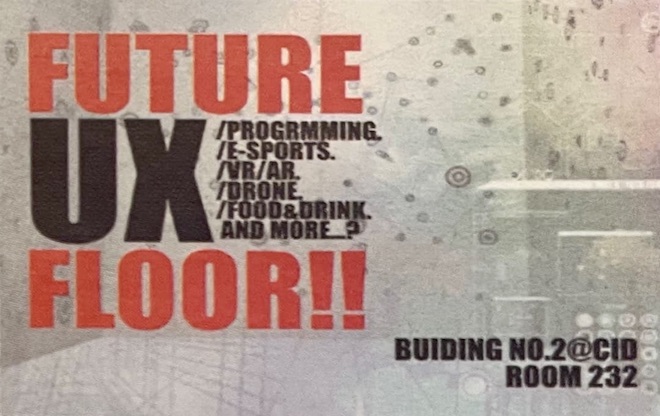 FUTURE
UX
/PROGRMMING.
/E-SPORTS.
/VR/AR.
/DRONE.
/FOOD&DRINK.
AND MORE...?
FLOOR!!
BUIDING NO.2@CID
ROOM 232